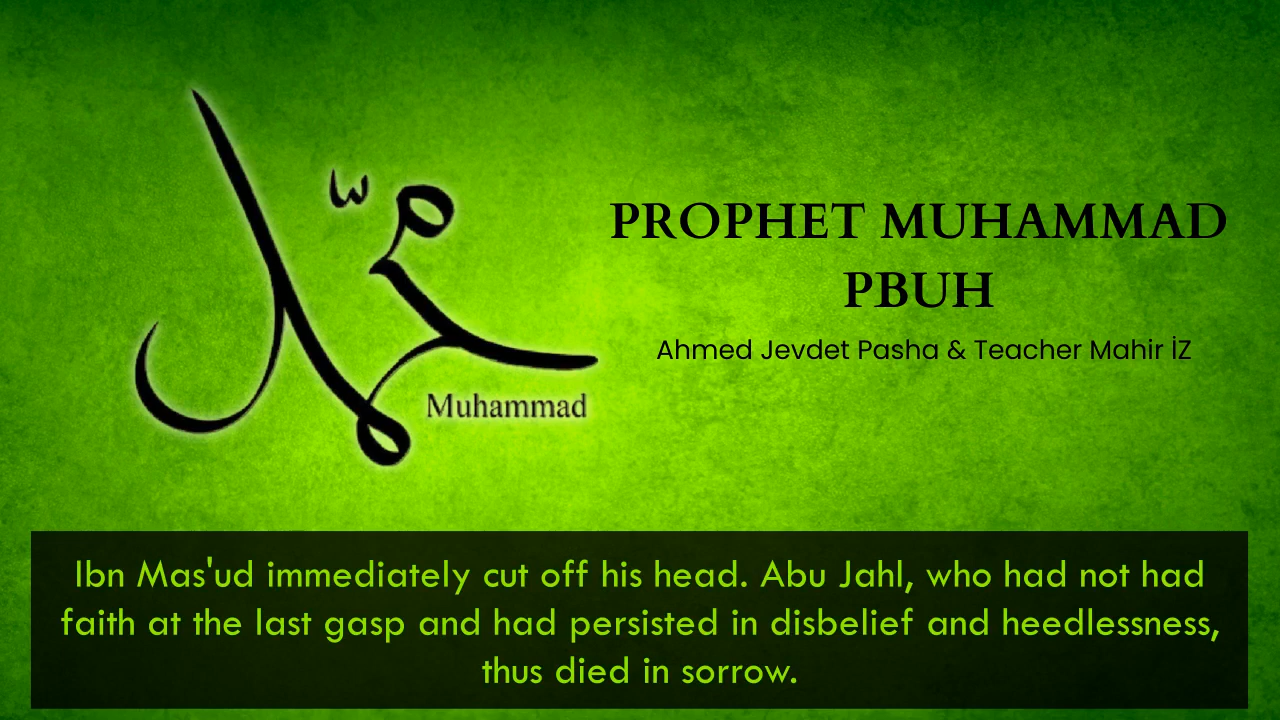 محمد
Muhammad
PROPHET MUHAMMAD
PBUH
Ahmed Jevdet Pasha & Teacher Mahir İZ
Ibn Mas'ud immediately cut off his head. Abu Jahl, who had not had
faith at the last gasp and had persisted in disbelief and heedlessness,
thus died in sorrow.